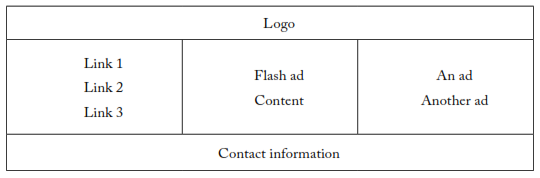 Logo
Link 1
Link 2
Link 3
Flash ad
Content
An ad
Another ad
Contact information